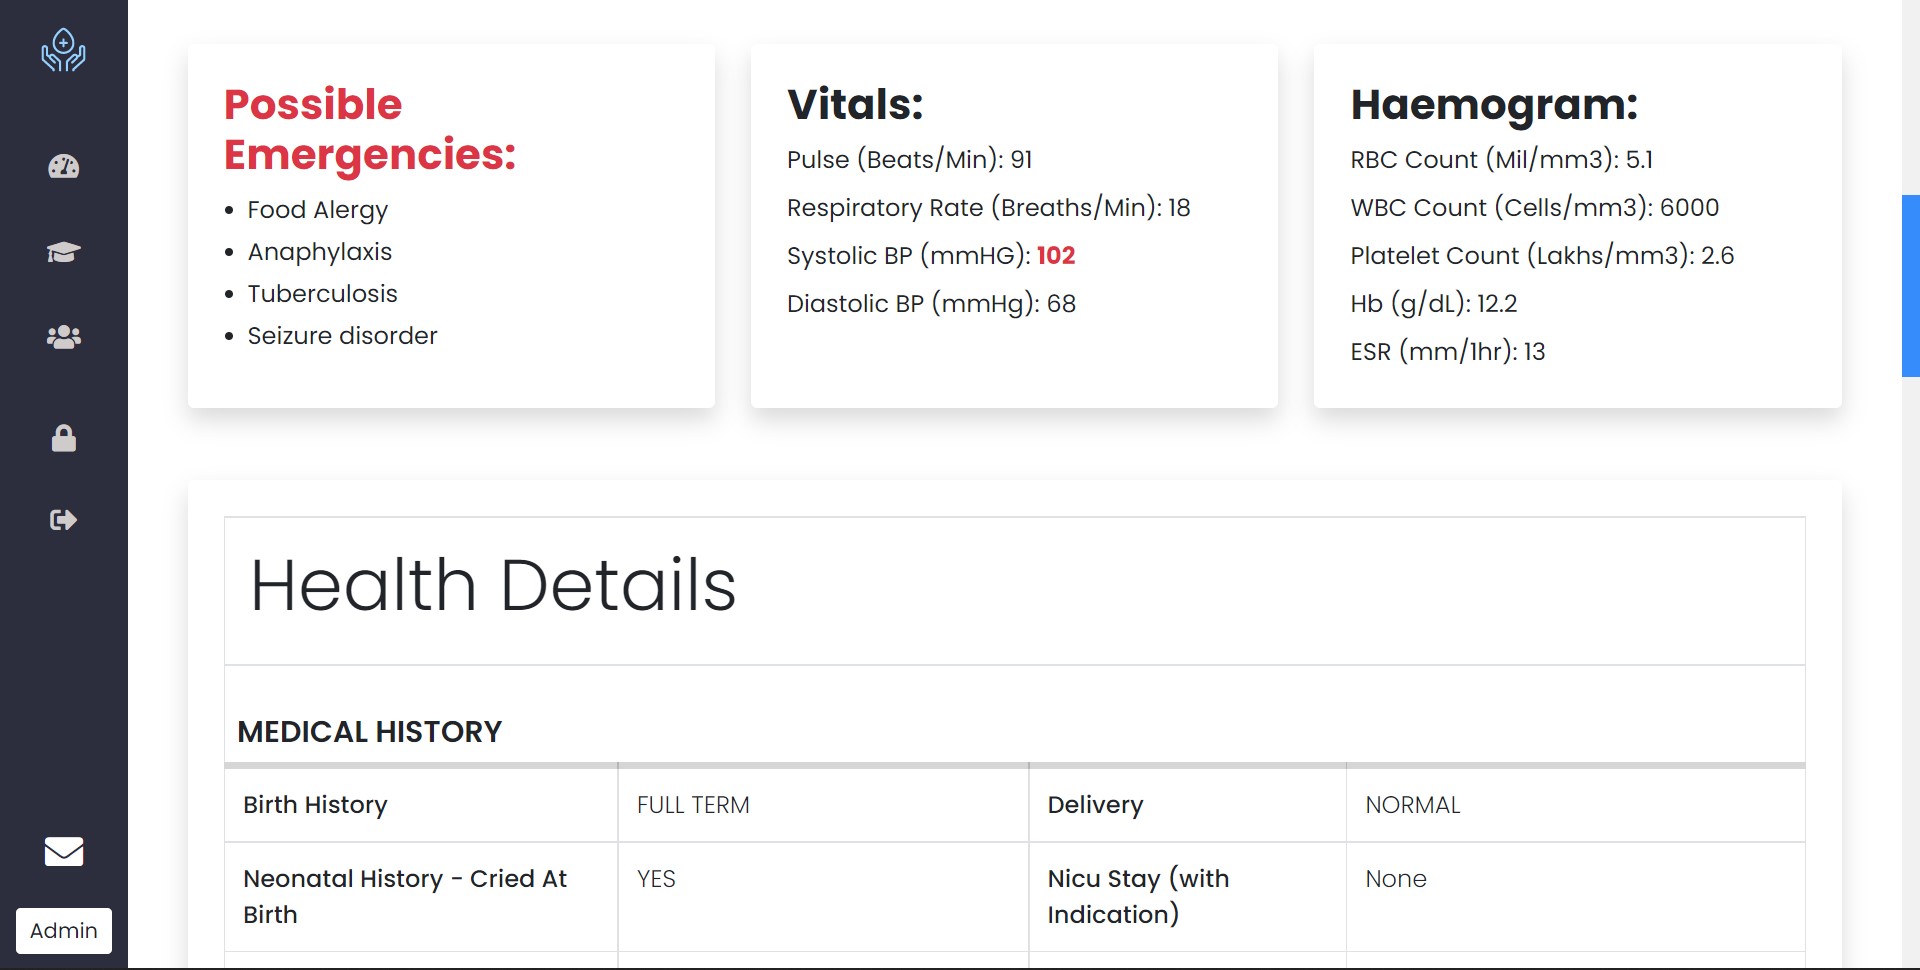 Possible
Emergencies:
Food Alergy
Anaphylaxis
Tuberculosis
Seizure disorder
Vitals:
Pulse (Beats/Min): 91
Respiratory Rate (Breaths/Min): 18
Systolic BP (mmHG): 102
Diastolic BP (mmHg): 68
Haemogram:
RBC Count (Mil/mm3): 5.1
WBC Count (Cells/mm3): 6000
Platelet Count (Lakhs/mm3): 2.6
Hb (g/dL): 12.2
ESR (mm/1hr): 13
Health Details
MEDICAL HISTORY
Birth History
FULL TERM
Delivery
NORMAL
Neonatal History - Cried At
Birth
YES
Nicu Stay (with
Indication)
None
Admin